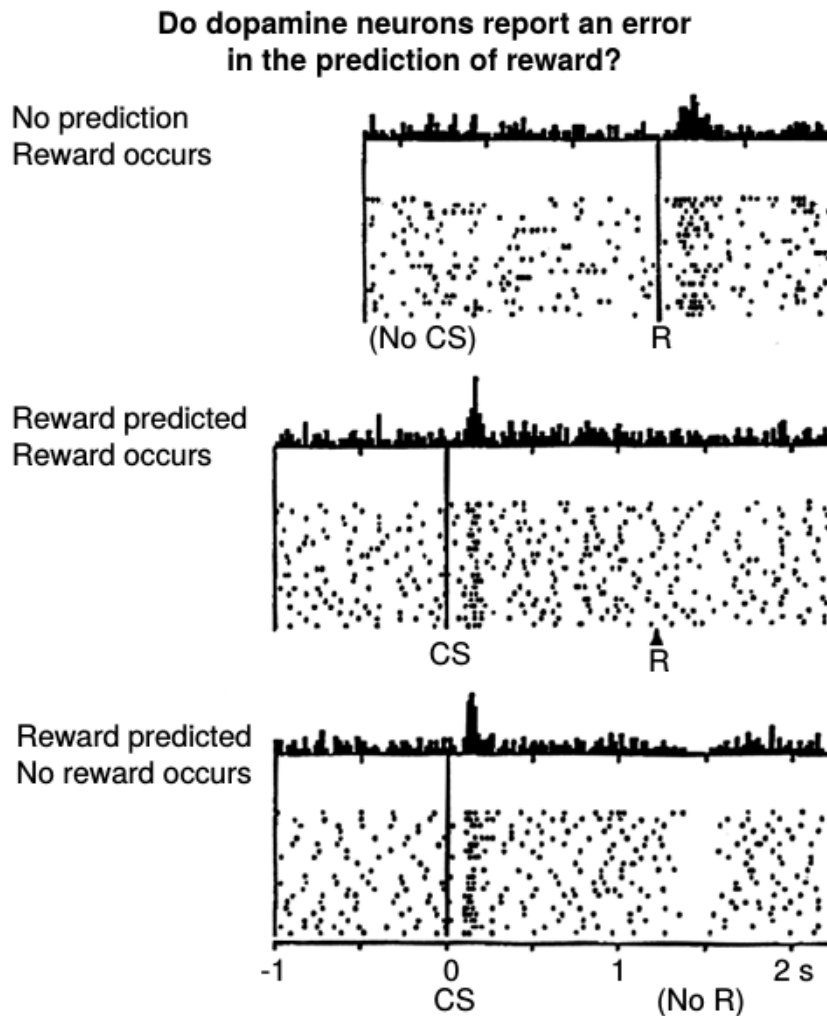 Do dopamine neurons report an error
in the prediction of reward?
No prediction
Reward occurs
(No CS)
R
Reward predicted
Reward occurs
CS
R
Reward predicted
No reward occurs
-1
0
1
2 s
CS
(No R)